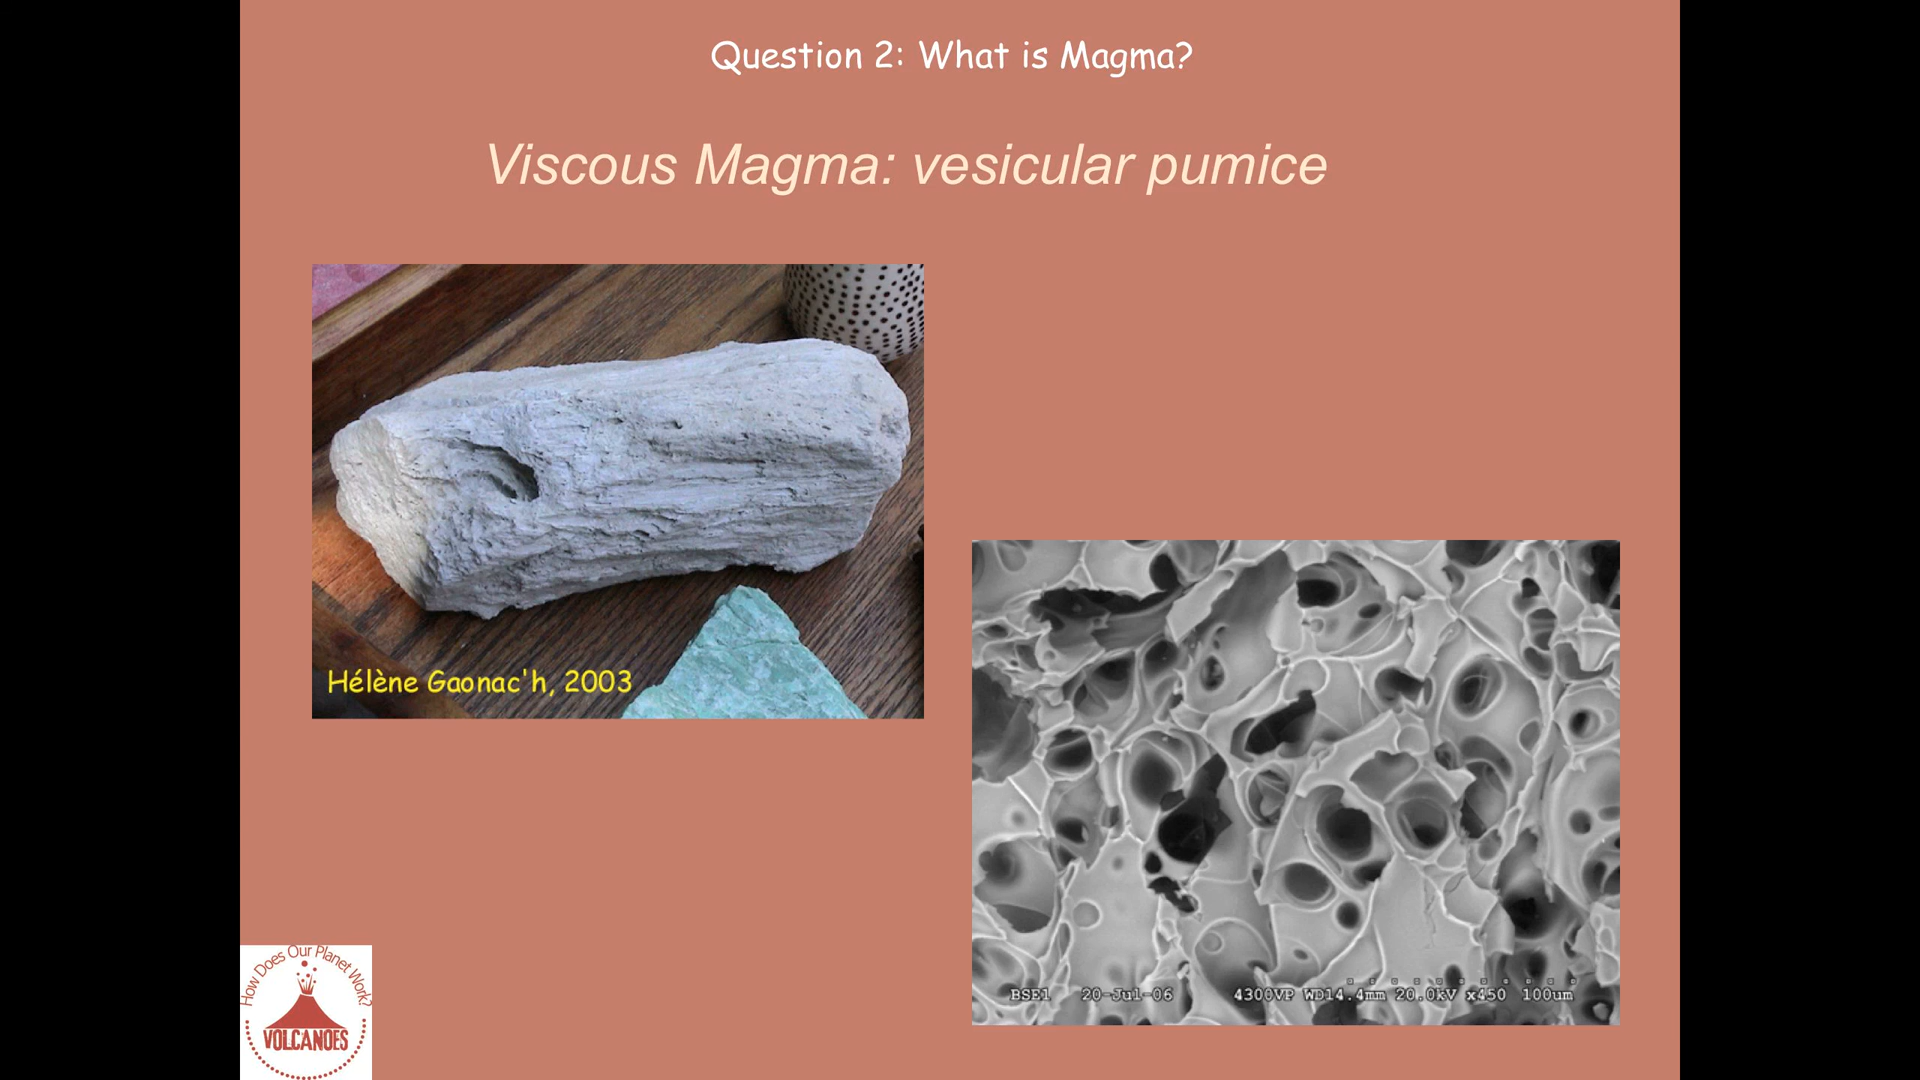 Question 2: What is Magma?
Viscous Magma: vesicular pumice
Hélène Gaonac'h, 2003
BSE1 20-Jul-06 4300VP WD14.4mm 20.0kV x450 100um
How Does Our Planet Work?
VOLCANOES